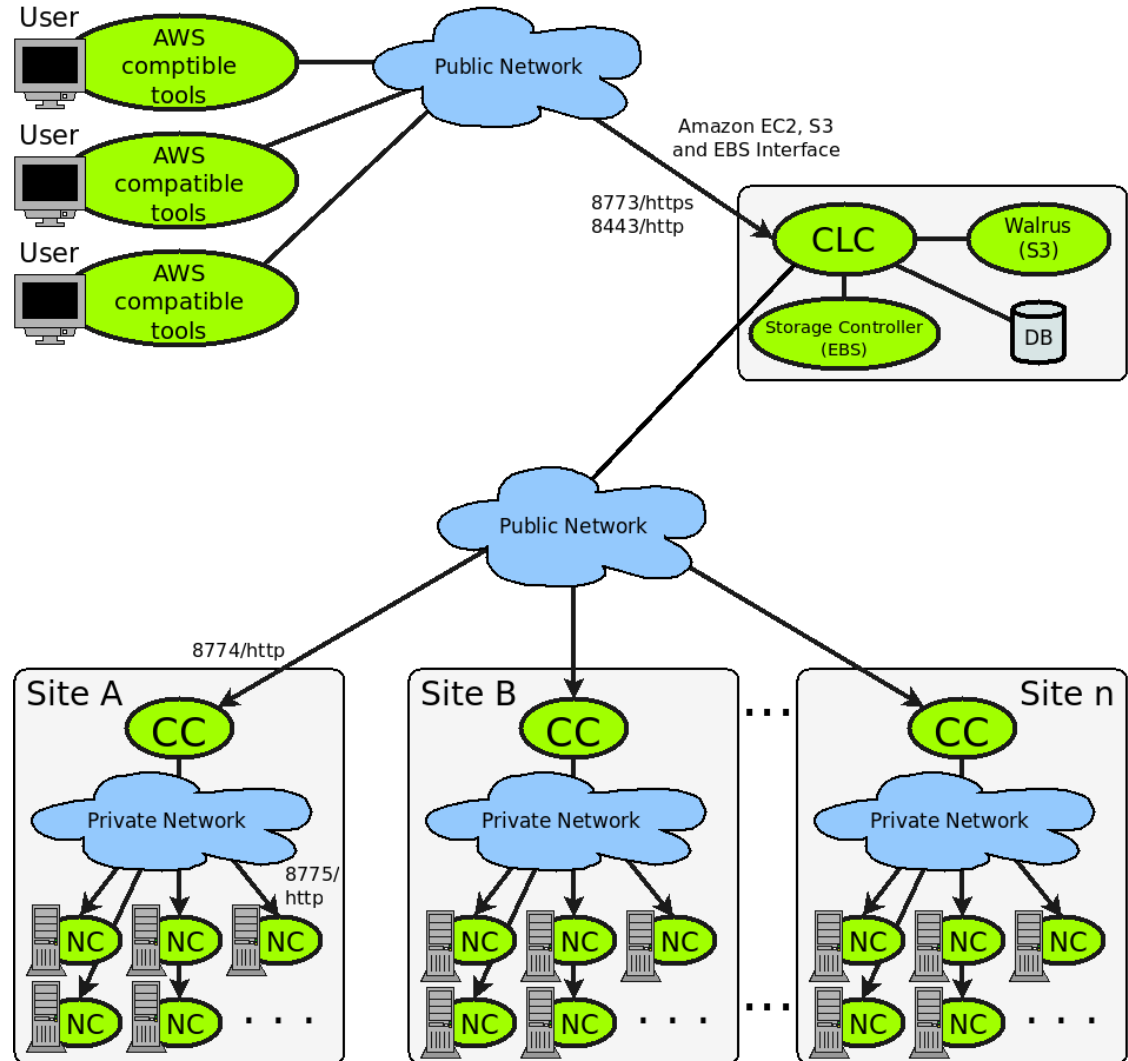 User
AWS
comptible
tools
Public Network
User
AWS
compatible
tools
Amazon EC2, S3
and EBS Interface
8773/https
8443/http
User
AWS
compatible
tools
CLC
Walrus
(S3)
Storage Controller
(EBS)
DB
Public Network
8774/http
Site A
CC
Private Network
8775/
http
NC
NC
NC
NC
NC
. . .
Site B
CC
Private Network
NC
NC
NC
NC
NC
. . .
...
...
Site n
CC
Private Network
NC
NC
NC
NC
NC
. . .